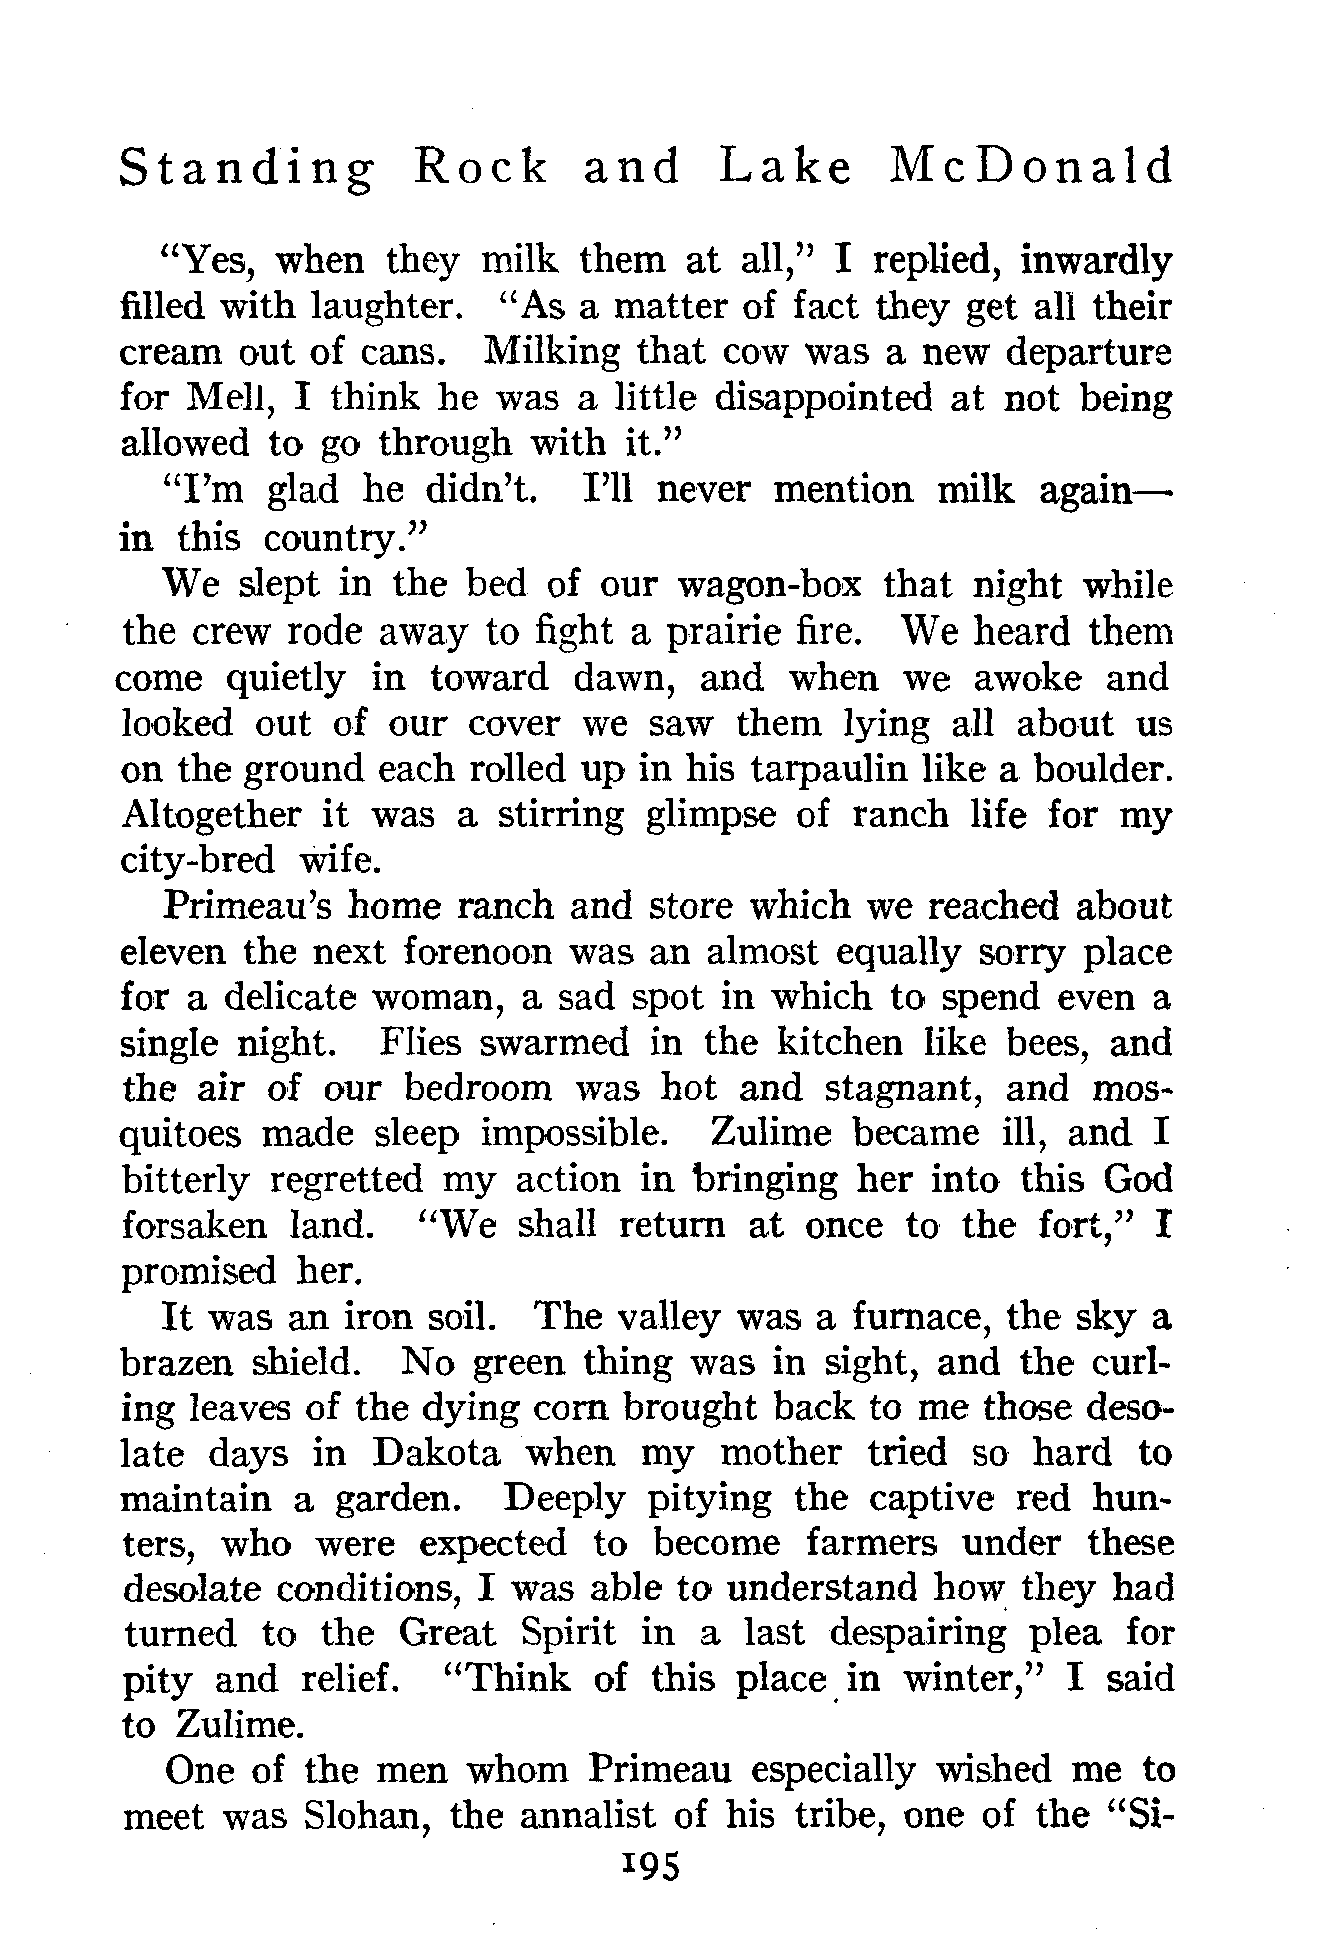 Standing Rock and Lake McDonald
"Yes, when they milk them at all," I replied, inwardly
filled with laughter. "As a matter of fact they get all their
cream out of cans. Milking that cow was a new departure
for Mell, I think he was a little disappointed at not being
allowed to go through with it."
"I'm glad he didn't. I'll never mention milk again—
in this country."
We slept in the bed of our wagon-box that night while
the crew rode away to fight a prairie fire. We heard them
come quietly in toward dawn, and when we awoke and
looked out of our cover we saw them lying all about us
on the ground each rolled up in his tarpaulin like a boulder.
Altogether it was a stirring glimpse of ranch life for my
city-bred wife.
Primeau's home ranch and store which we reached about
eleven the next forenoon was an almost equally sorry place
for a delicate woman, a sad spot in which to spend even a
single night. Flies swarmed in the kitchen like bees, and
the air of our bedroom was hot and stagnant, and mos-
quitoes made sleep impossible. Zulime became ill, and I
bitterly regretted my action in bringing her into this God
forsaken land. "We shall return at once to the fort," I
promised her.
It was an iron soil. The valley was a furnace, the sky a
brazen shield. No green thing was in sight, and the curl-
ing leaves of the dying corn brought back to me those deso-
late days in Dakota when my mother tried so hard to
maintain a garden. Deeply pitying the captive red hun-
ters, who were expected to become farmers under these
desolate conditions, I was able to understand how they had
turned to the Great Spirit in a last despairing plea for
pity and relief. "Think of this place in winter," I said
to Zulime.
One of the men whom Primeau especially wished me to
meet was Slohan, the annalist of his tribe, one of the "Si-
195